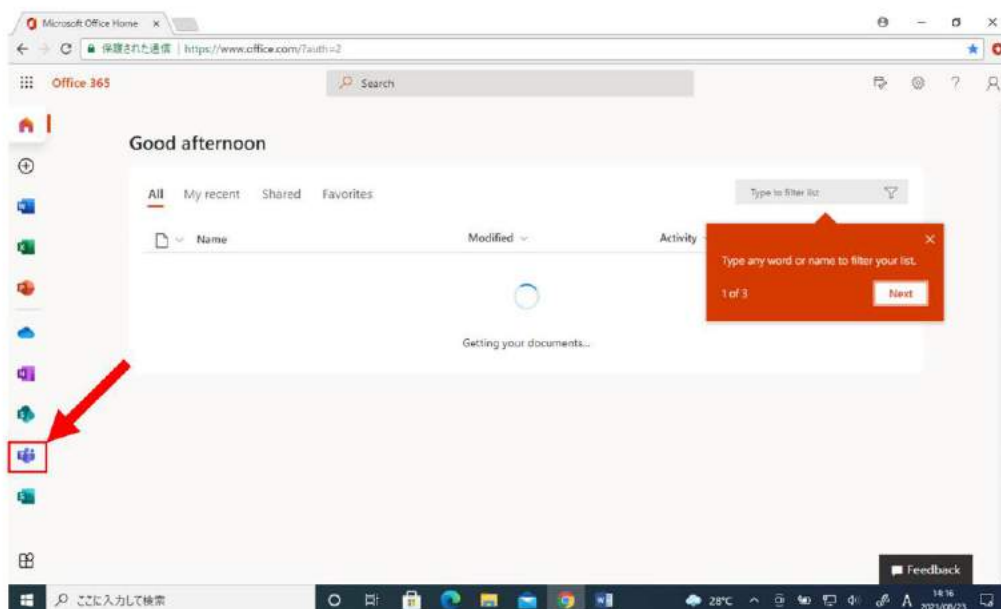 Microsoft Office Home
保護された通信 | https://www.office.com/?auth=2
Office 365
Search
Good afternoon
All My recent Shared Favorites
Type to filter list
Name Modified Activity
Type any word or name to filter your list.
1 of 3 Next
Getting your documents...
Feedback
ここに入力して検索
28°C
A
14:16
2021/08/23